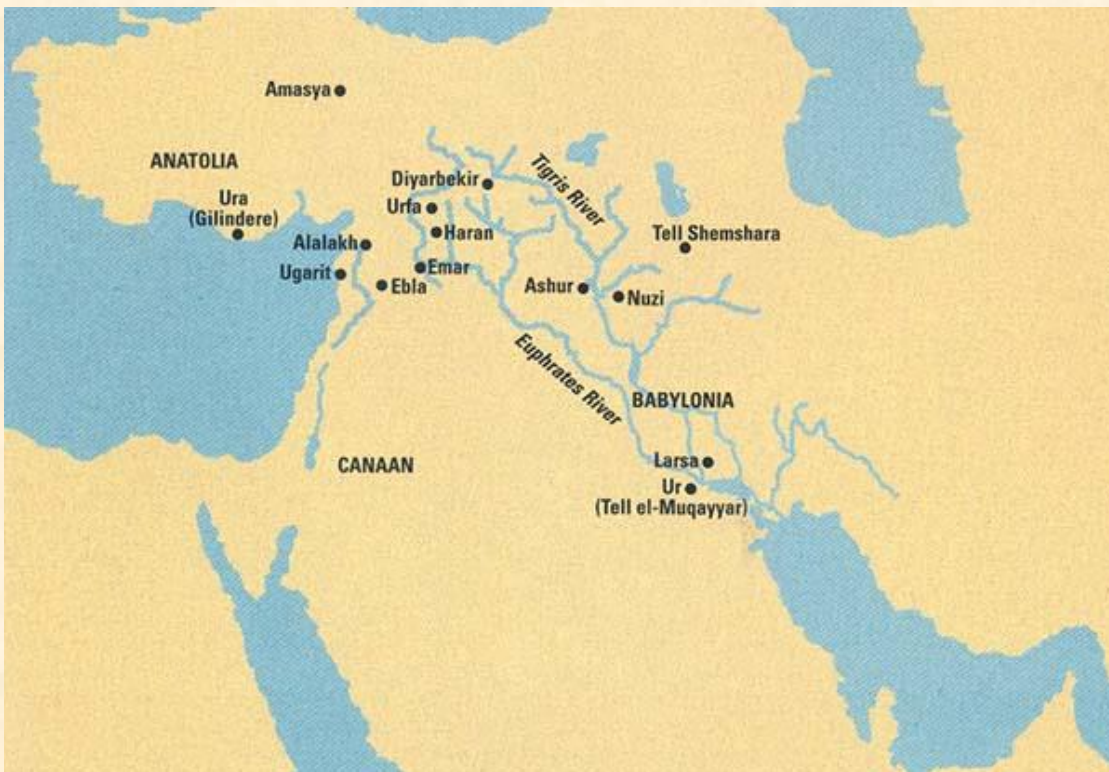 Amasya
ANATOLIA
Diyarbekir
Tigris River
Ura
(Gilindere)
Urfa
Haran
Tell Shemshara
Alalakh
Ugarit
Emar
Ebla
Ashur
Nuzi
Euphrates River
BABYLONIA
CANAAN
Larsa
Ur
(Tell el-Muqayyar)